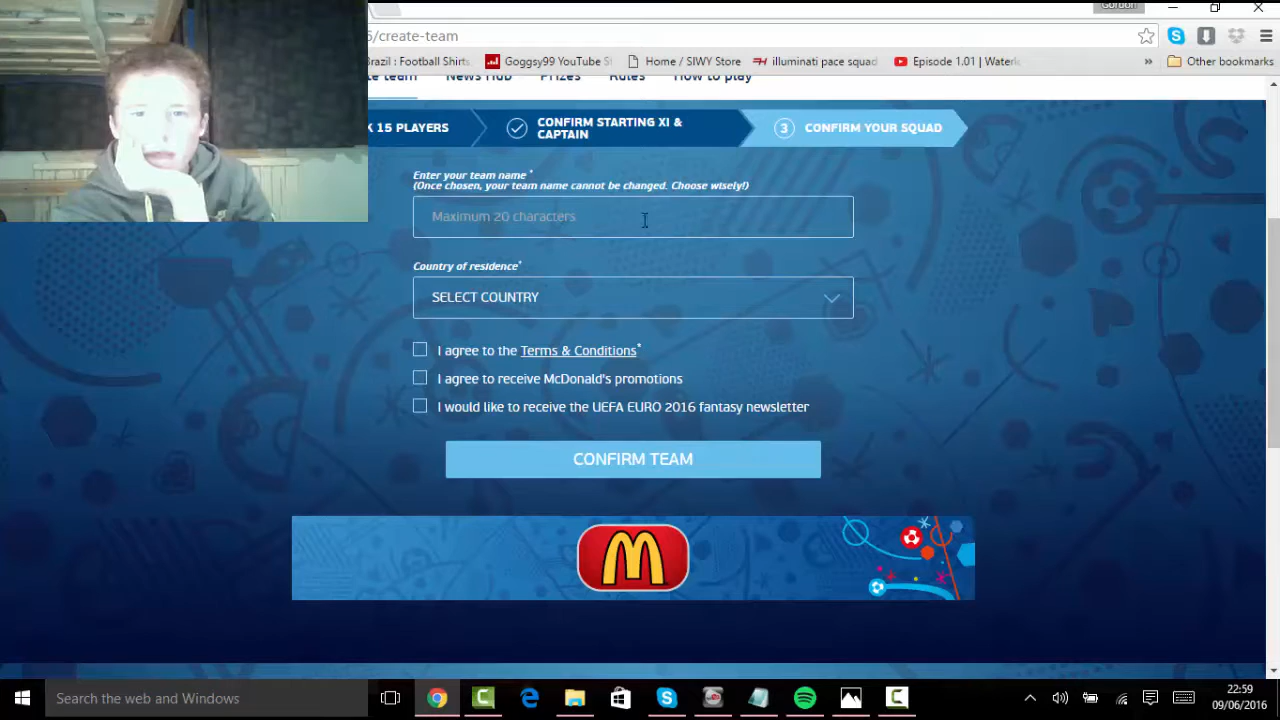 Gordon
5/create-team
Brazil : Football Shirts
Goggsy99 YouTube S
Home / SIWY Store
illuminati pace squad
Episode 1.01 | Water
»
Other bookmarks
te team
News Hub
Prizes
Rules
How to play
K 15 PLAYERS
CONFIRM STARTING XI &
CAPTAIN
3
CONFIRM YOUR SQUAD
Enter your team name *
(Once chosen, your team name cannot be changed. Choose wisely!)
Maximum 20 characters
Country of residence*
SELECT COUNTRY
I agree to the Terms & Conditions*
I agree to receive McDonald's promotions
I would like to receive the UEFA EURO 2016 fantasy newsletter
CONFIRM TEAM
M
Search the web and Windows
22:59
09/06/2016